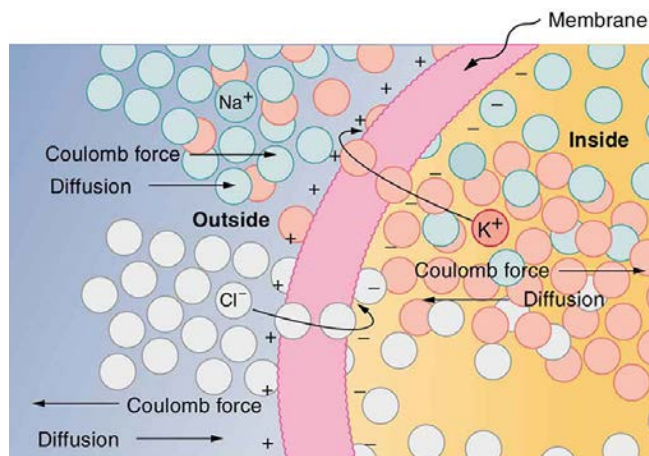 Membrane
Na⁺
Inside
Coulomb force
Diffusion
Outside
K⁺
Coulomb force
Diffusion
Cl⁻
Coulomb force
Diffusion